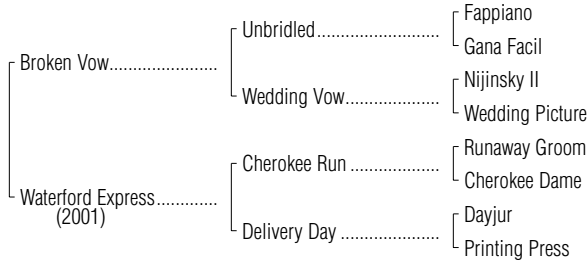 Fappiano
Unbridled..................................
Gana Facil
Broken Vow.......................
Nijinsky II
Wedding Vow..........................
Wedding Picture
Runaway Groom
Cherokee Run .........................
Cherokee Dame
Waterford Express.............
(2001)
Dayjur
Delivery Day ...........................
Printing Press